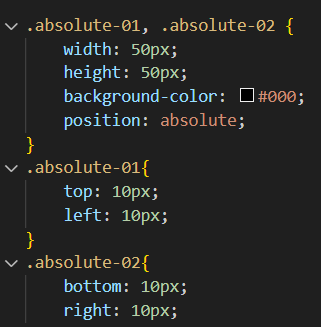 .absolute-01, .absolute-02 {
width: 50px;
height: 50px;
background-color: #000;
position: absolute;
}
.absolute-01{
top: 10px;
left: 10px;
}
.absolute-02{
bottom: 10px;
right: 10px;